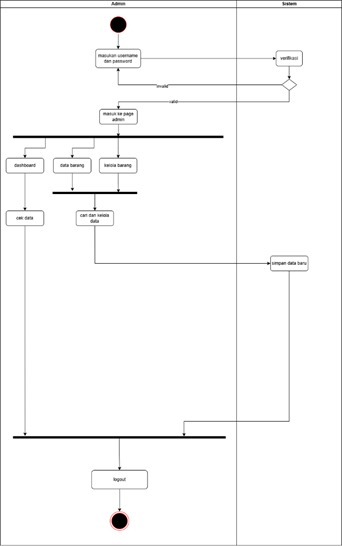 Admin
Sistem
masukan username
dan password
verifikasi
invalid
valid
masuk ke page
admin
dashboard
data barang
kelola barang
cek data
cari dan kelola
data
simpan data baru
logout